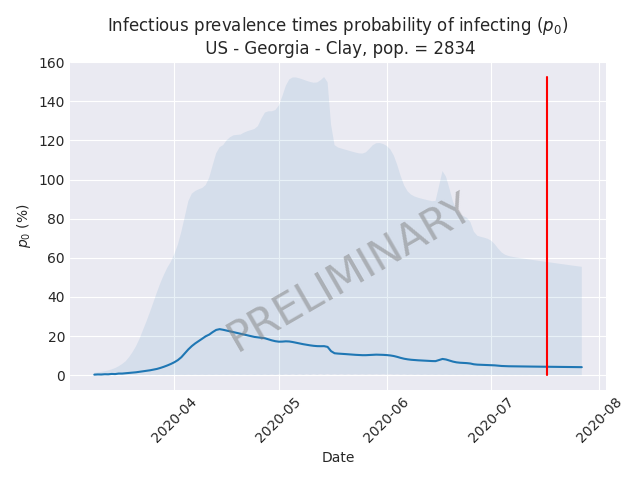 Infectious prevalence times probability of infecting (p₀)
US - Georgia - Clay, pop. = 2834
160
140
120
100
80
60
40
20
0
p₀ (%)
PRELIMINARY
2020-04
2020-05
2020-06
2020-07
2020-08
Date